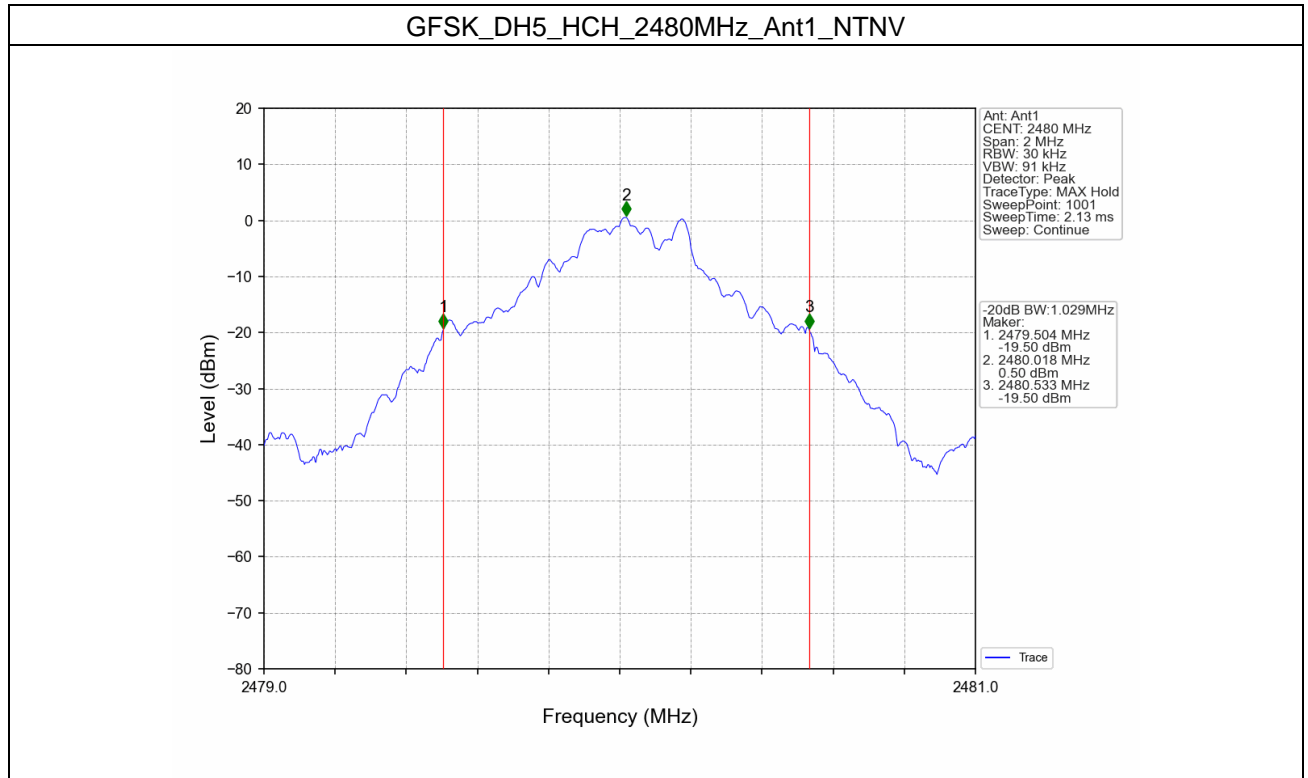 GFSK_DH5_HCH_2480MHz_Ant1_NTNV
20
10
0
−10
−20
−30
−40
−50
−60
−70
−80
Level (dBm)
1
2
3
2479.0
2481.0
Frequency (MHz)
Ant: Ant1
CENT: 2480 MHz
Span: 2 MHz
RBW: 30 kHz
VBW: 91 kHz
Detector: Peak
TraceType: MAX Hold
SweepPoint: 1001
SweepTime: 2.13 ms
Sweep: Continue
-20dB BW:1.029MHz
Maker:
1. 2479.504 MHz
-19.50 dBm
2. 2480.018 MHz
0.50 dBm
3. 2480.533 MHz
-19.50 dBm
Trace